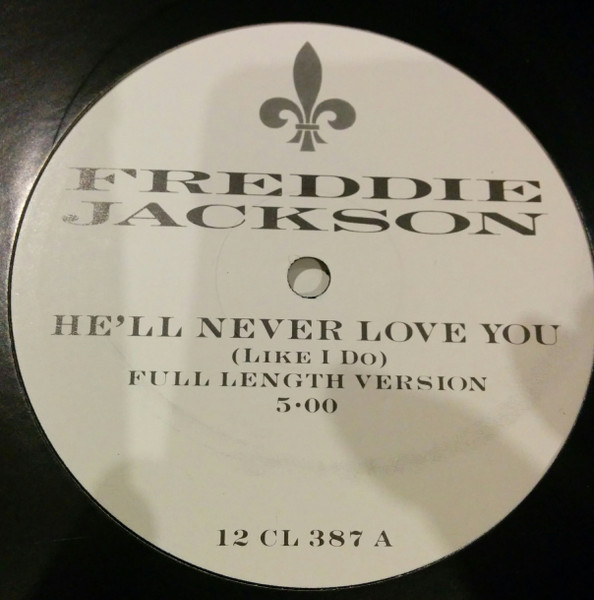 FREDDIE
JACKSON
HE'LL NEVER LOVE YOU
(LIKE I DO)
FULL LENGTH VERSION
5·00
12 CL 387 A